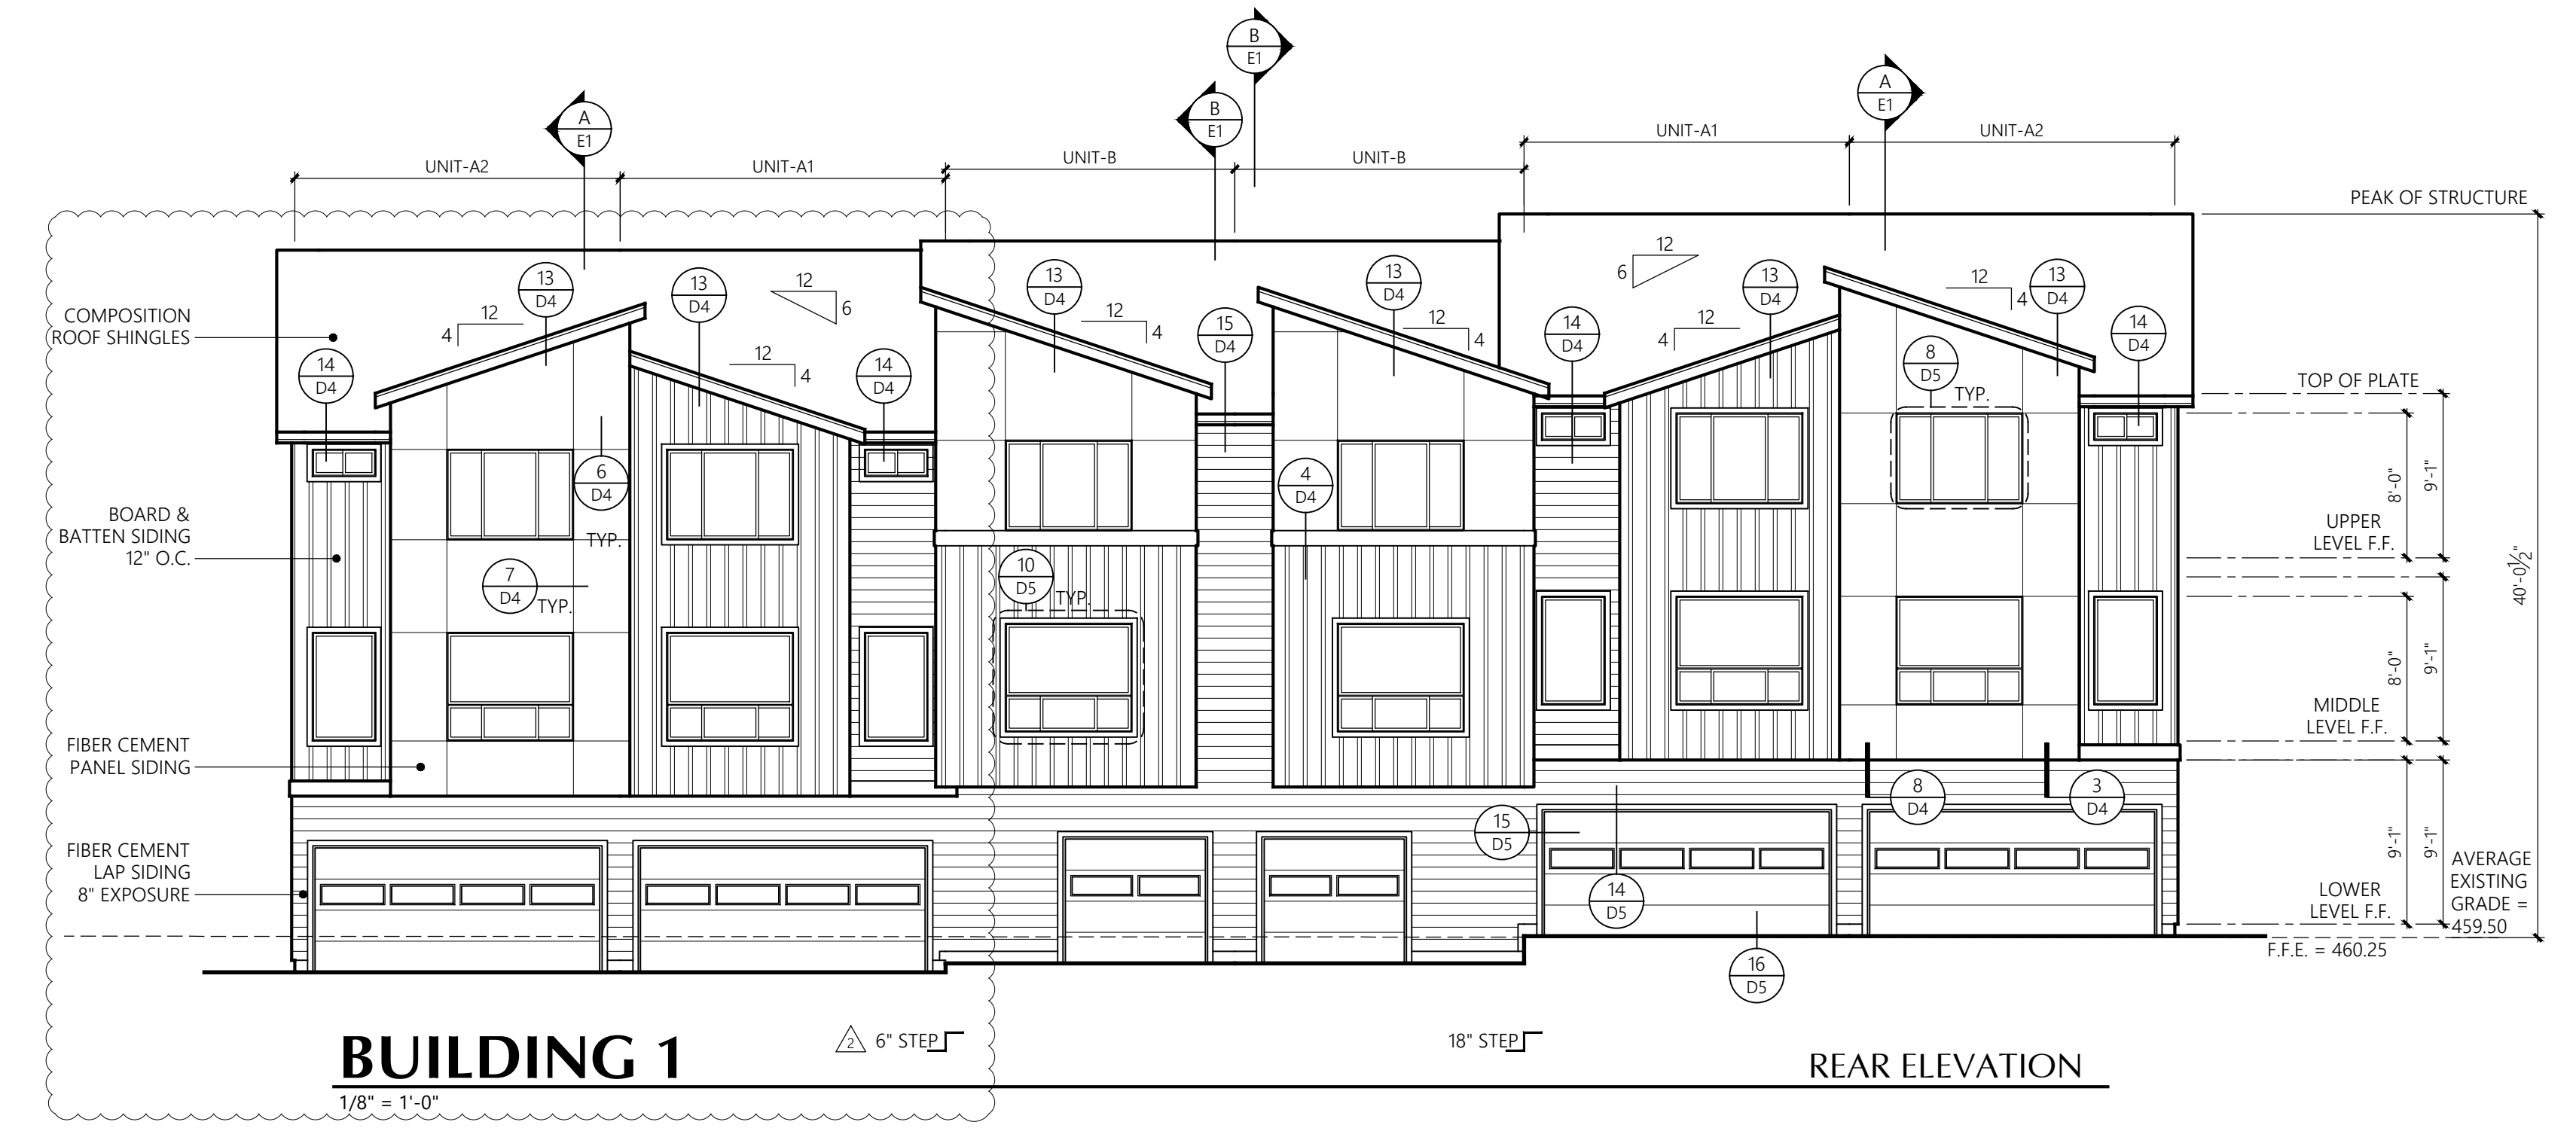 B
E1
A
E1
B
E1
A
E1
UNIT-A2
UNIT-A1
UNIT-B
UNIT-B
UNIT-A1
UNIT-A2
PEAK OF STRUCTURE
COMPOSITION
ROOF SHINGLES
14
D4
12
4
13
D4
13
D4
12
6
12
4
14
D4
13
D4
12
4
15
D4
13
D4
12
4
14
D4
12
6
12
4
13
D4
8
D5
TYP.
12
4
13
D4
14
D4
TOP OF PLATE
6
D4
TYP.
7
D4
TYP.
4
D4
10
D5
TYP.
BOARD &
BATTEN SIDING
12" O.C.
8'-0"
9'-1"
UPPER
LEVEL F.F.
40'-0½"
8'-0"
9'-1"
MIDDLE
LEVEL F.F.
FIBER CEMENT
PANEL SIDING
8
D4
3
D4
15
D5
14
D5
16
D5
FIBER CEMENT
LAP SIDING
8" EXPOSURE
9'-1"
9'-1"
LOWER
LEVEL F.F.
AVERAGE
EXISTING
GRADE =
459.50
F.F.E. = 460.25
2
6" STEP
18" STEP
BUILDING 1
REAR ELEVATION
1/8" = 1'-0"